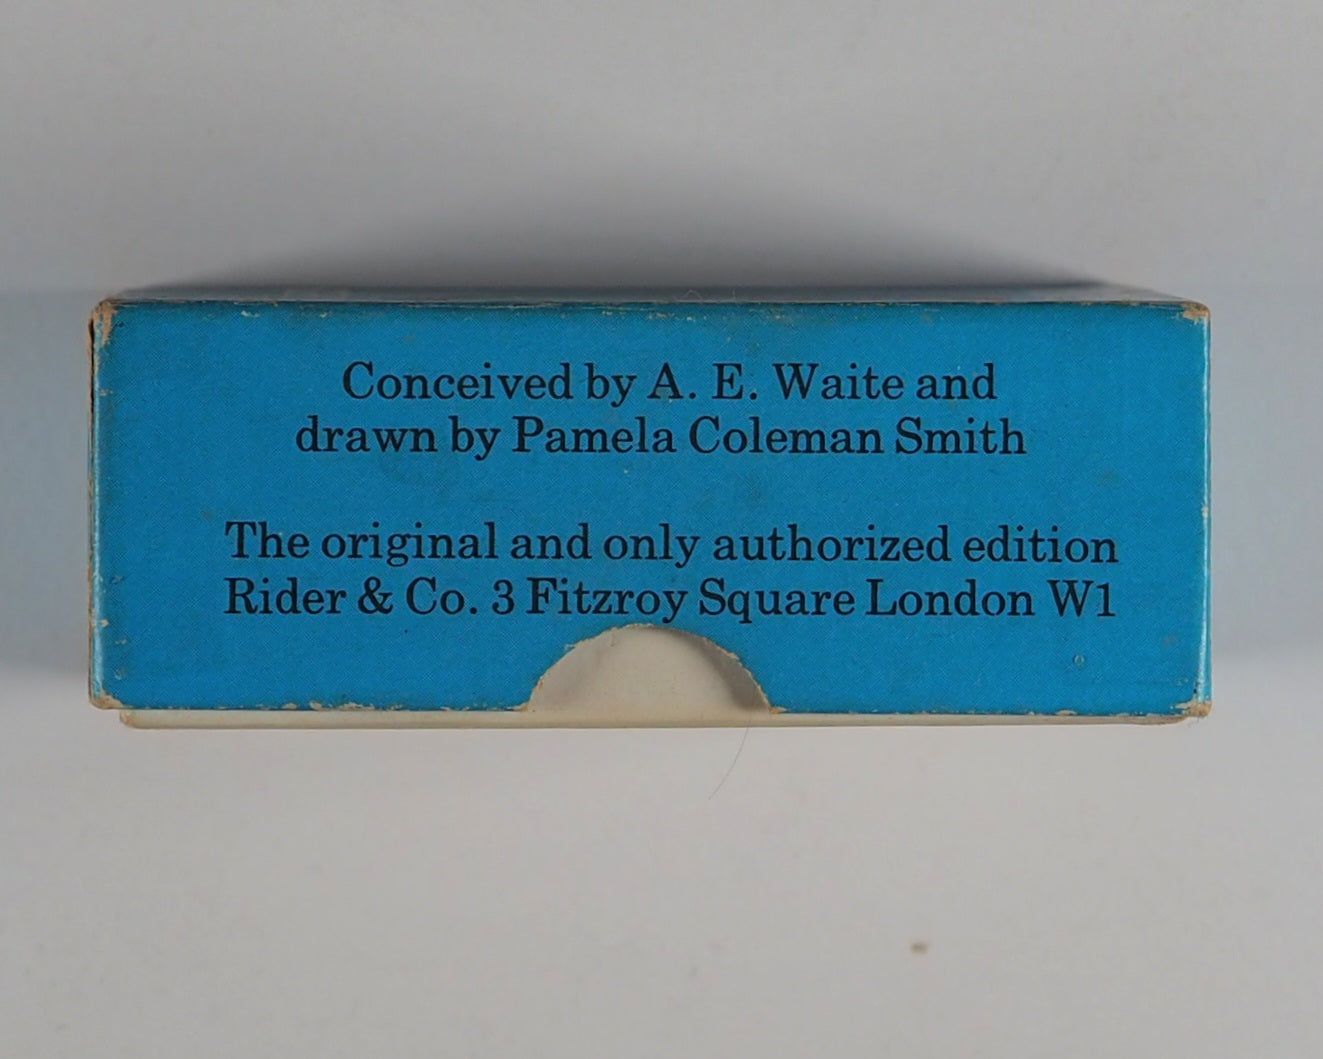 Conceived by A. E. Waite and
drawn by Pamela Coleman Smith
The original and only authorized edition
Rider & Co. 3 Fitzroy Square London W1